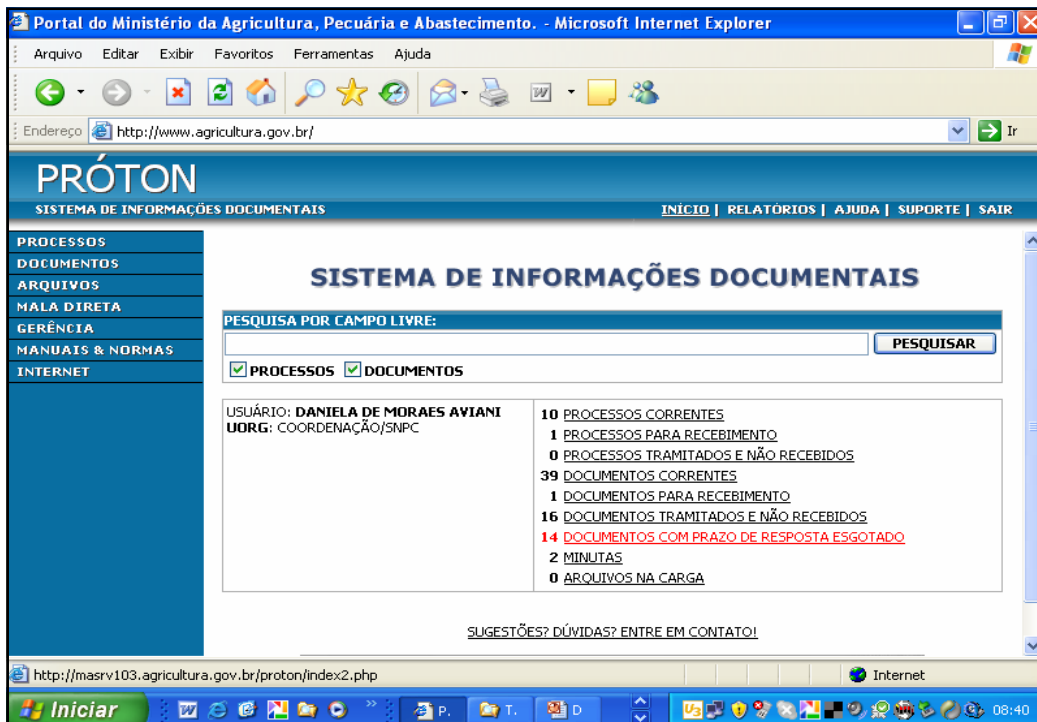 Portal do Ministério da Agricultura, Pecuária e Abastecimento. - Microsoft Internet Explorer
Arquivo Editar Exibir Favoritos Ferramentas Ajuda
Endereço http://www.agricultura.gov.br/ Ir
PRÓTON
SISTEMA DE INFORMAÇÕES DOCUMENTAIS
INÍCIO | RELATÓRIOS | AJUDA | SUPORTE | SAIR
PROCESSOS
DOCUMENTOS
ARQUIVOS
MALA DIRETA
GERÊNCIA
MANUAIS & NORMAS
INTERNET
SISTEMA DE INFORMAÇÕES DOCUMENTAIS
PESQUISA POR CAMPO LIVRE:
PESQUISAR
PROCESSOS DOCUMENTOS
USUÁRIO: DANIELA DE MORAES AVIANI
UORG: COORDENAÇÃO/SNPC
10 PROCESSOS CORRENTES
1 PROCESSOS PARA RECEBIMENTO
0 PROCESSOS TRAMITADOS E NÃO RECEBIDOS
39 DOCUMENTOS CORRENTES
1 DOCUMENTOS PARA RECEBIMENTO
16 DOCUMENTOS TRAMITADOS E NÃO RECEBIDOS
14 DOCUMENTOS COM PRAZO DE RESPOSTA ESGOTADO
2 MINUTAS
0 ARQUIVOS NA CARGA
SUGESTÕES? DÚVIDAS? ENTRE EM CONTATO!
http://masrv103.agricultura.gov.br/proton/index2.php Internet
Iniciar P. T. D 08:40